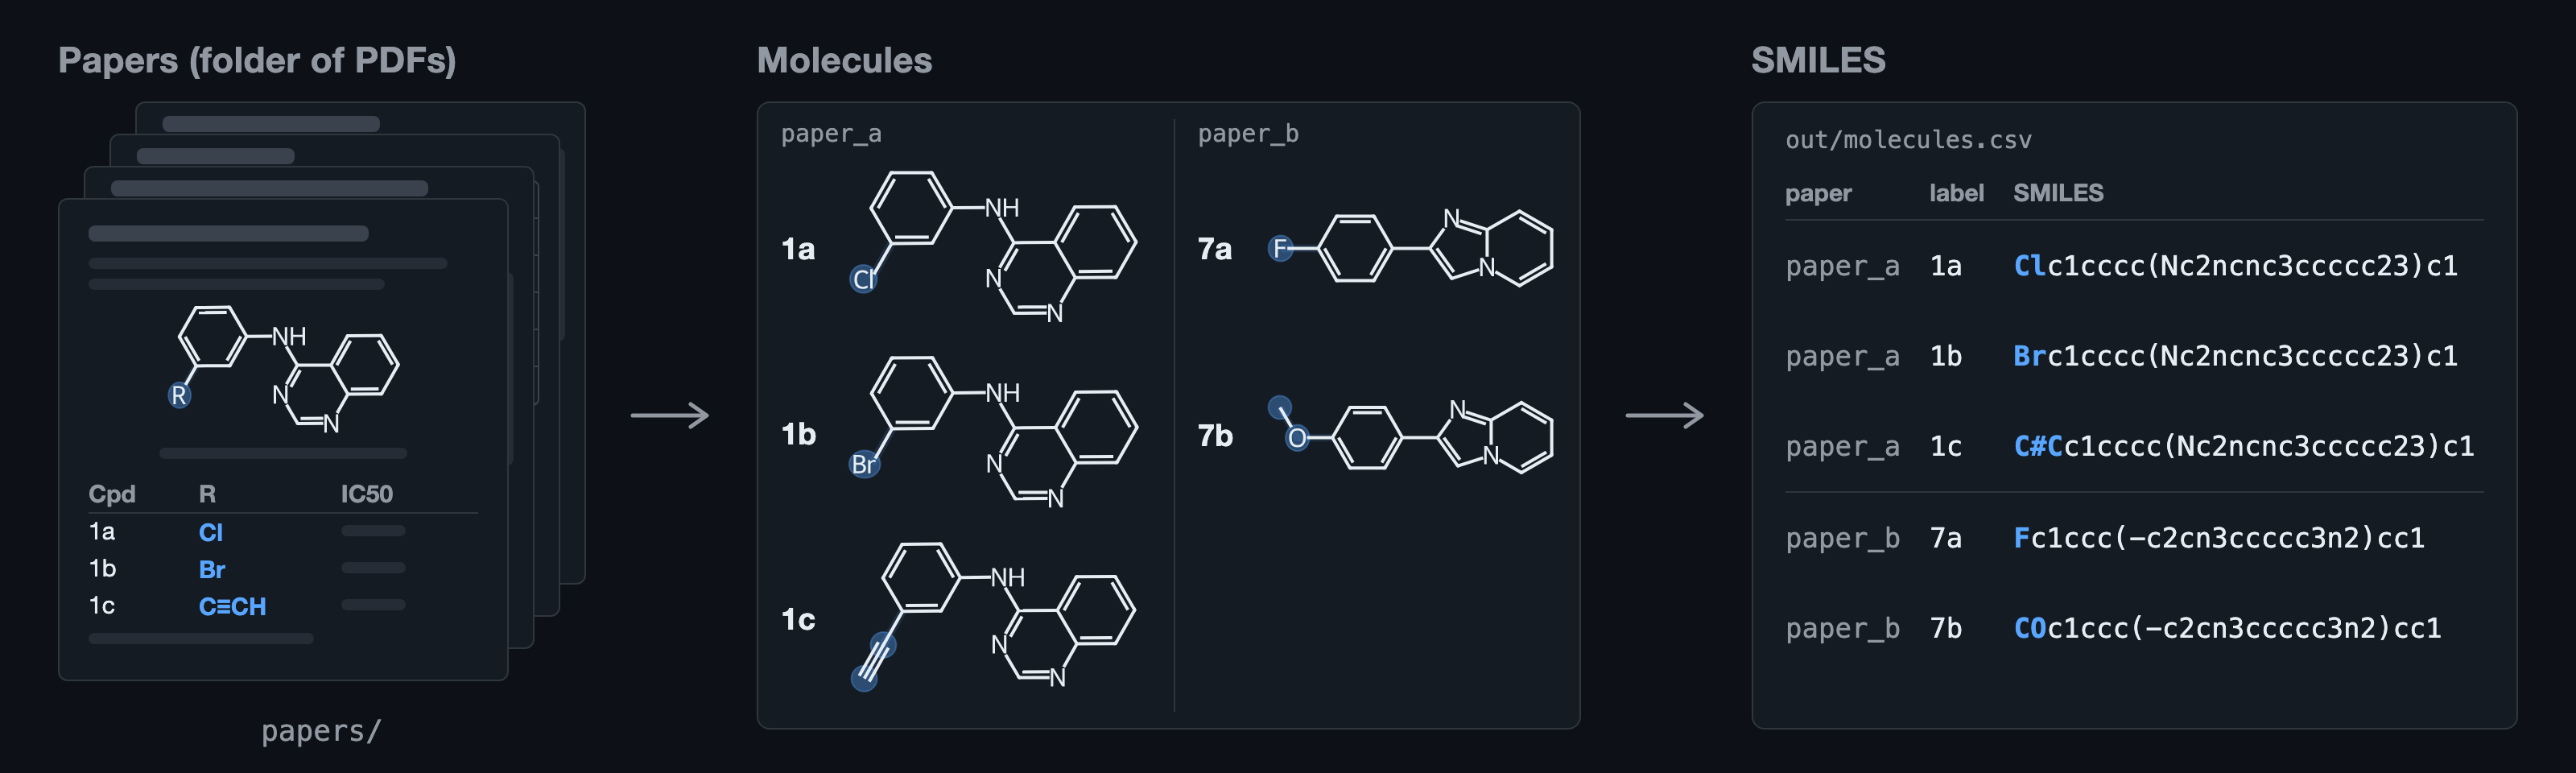 Papers (folder of PDFs)
R
NH
N
N
Cpd R IC50
1a Cl
1b Br
1c C≡CH
papers/
Molecules
paper_a
1a
NH
Cl
N
N
1b
NH
Br
N
N
1c
NH
N
N
paper_b
7a
F
N
N
7b
O
N
N
SMILES
out/molecules.csv
paper label SMILES
paper_a 1a Clc1cccc(Nc2ncnc3ccccc23)c1
paper_a 1b Brc1cccc(Nc2ncnc3ccccc23)c1
paper_a 1c C#Cc1cccc(Nc2ncnc3ccccc23)c1
paper_b 7a Fc1ccc(-c2cn3ccccc3n2)cc1
paper_b 7b COc1ccc(-c2cn3ccccc3n2)cc1